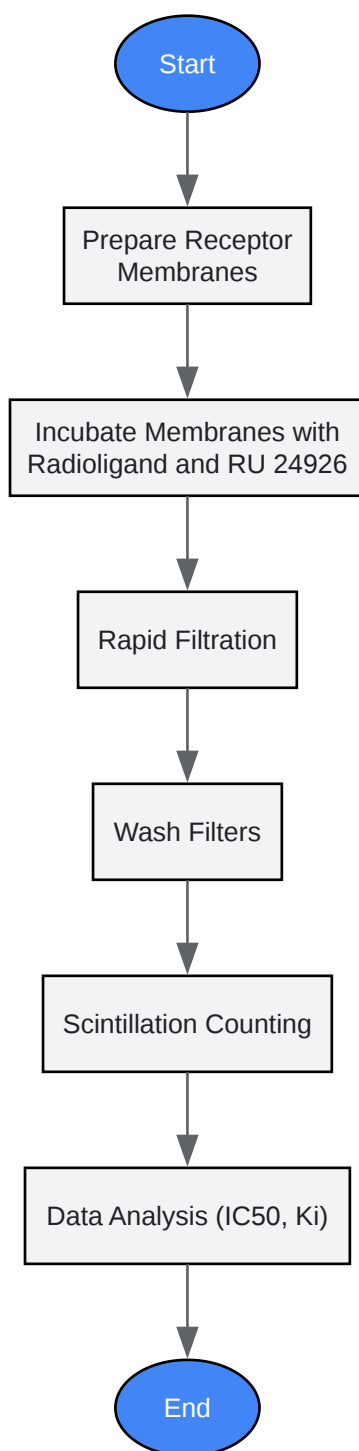 Start
Prepare Receptor
Membranes
Incubate Membranes with
Radioligand and RU 24926
Rapid Filtration
Wash Filters
Scintillation Counting
Data Analysis (IC50, Ki)
End